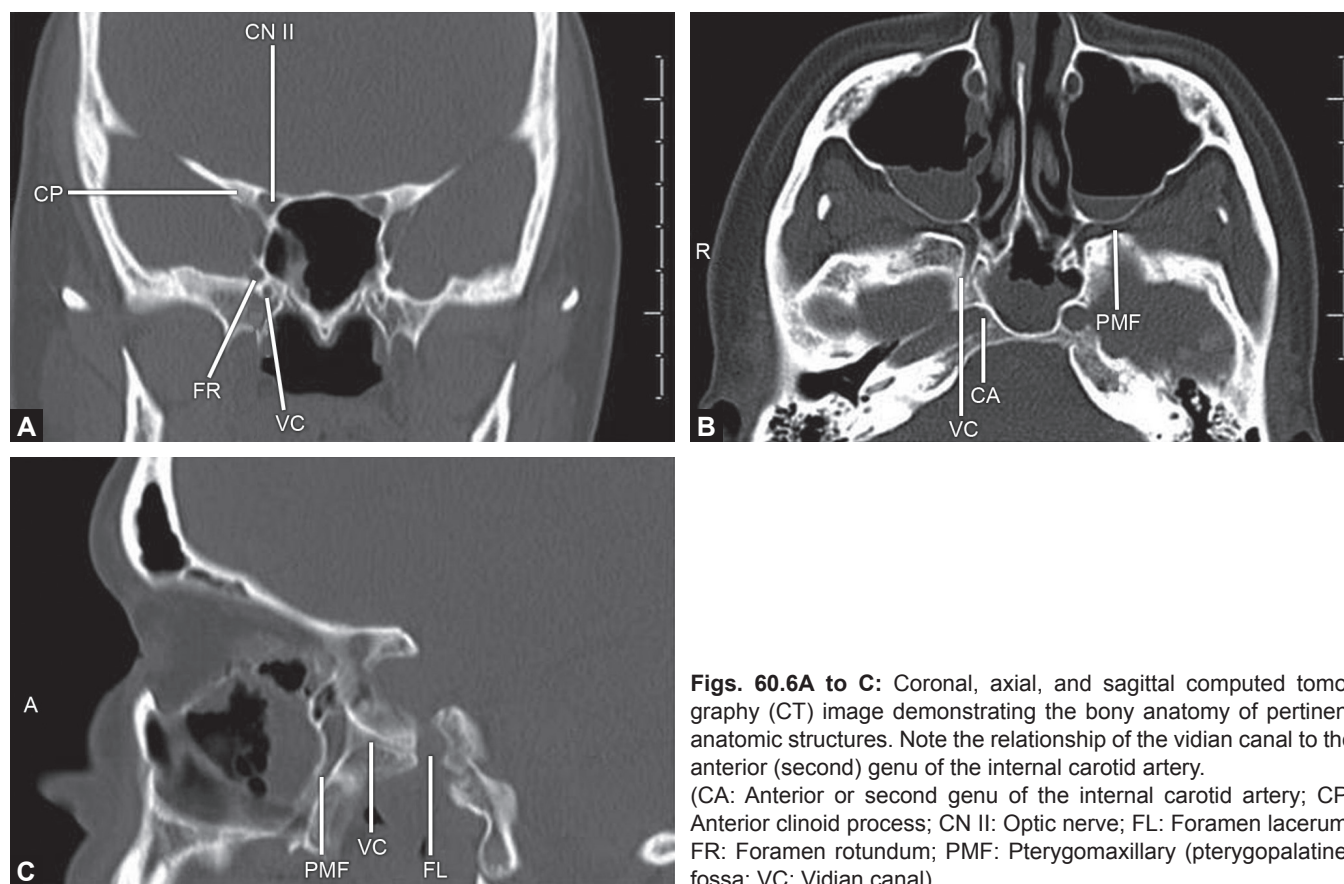 CN II
CP
FR
VC
A
R
PMF
CA
VC
B
A
PMF
VC
FL
C
Figs. 60.6A to C: Coronal, axial, and sagittal computed tomo
graphy (CT) image demonstrating the bony anatomy of pertinen
anatomic structures. Note the relationship of the vidian canal to the
anterior (second) genu of the internal carotid artery.
(CA: Anterior or second genu of the internal carotid artery; CP
Anterior clinoid process; CN II: Optic nerve; FL: Foramen lacerum
FR: Foramen rotundum; PMF: Pterygomaxillary (pterygopalatine
fossa; VC: Vidian canal)